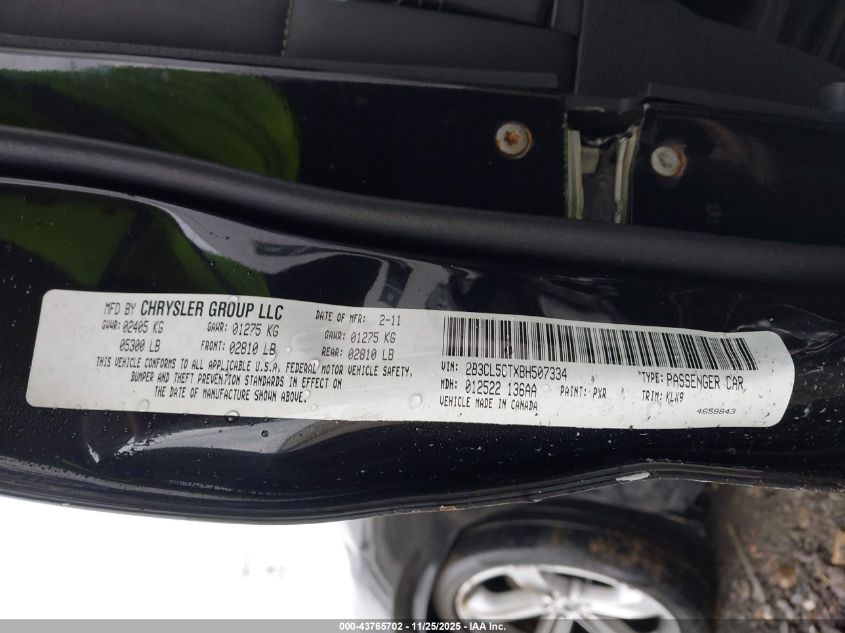 MFD BY CHRYSLER GROUP LLC DATE OF MFR: 2-11
GVWR: 02405 KG GAWR: 01275 KG GAWR: 01275 KG
05300 LB FRONT: 02810 LB REAR: 02810 LB
THIS VEHICLE CONFORMS TO ALL APPLICABLE U.S.A. FEDERAL MOTOR VEHICLE SAFETY,
BUMPER AND THEFT PREVENTION STANDARDS IN EFFECT ON
THE DATE OF MANUFACTURE SHOWN ABOVE.
VIN: 2B3CL5CTXBH507334 TYPE: PASSENGER CAR
MDH: 012522 136AA PAINT: PXR TRIM: KLK9
VEHICLE MADE IN CANADA 4658843
000-43765702 - 11/25/2025 - IAA Inc.